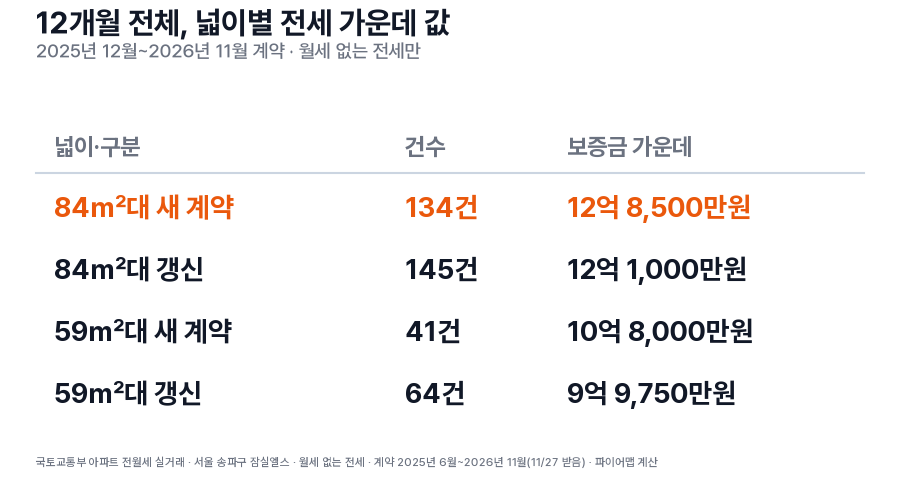 12개월 전체, 넓이별 전세 가운데 값
2025년 12월~2026년 11월 계약 · 월세 없는 전세만
넓이·구분 건수 보증금 가운데
84m²대 새 계약 134건 12억 8,500만원
84m²대 갱신 145건 12억 1,000만원
59m²대 새 계약 41건 10억 8,000만원
59m²대 갱신 64건 9억 9,750만원
국토교통부 아파트 전월세 실거래 · 서울 송파구 잠실엘스 · 월세 없는 전세 · 계약 2025년 6월~2026년 11월(11/27 받음) · 파이어맵 계산